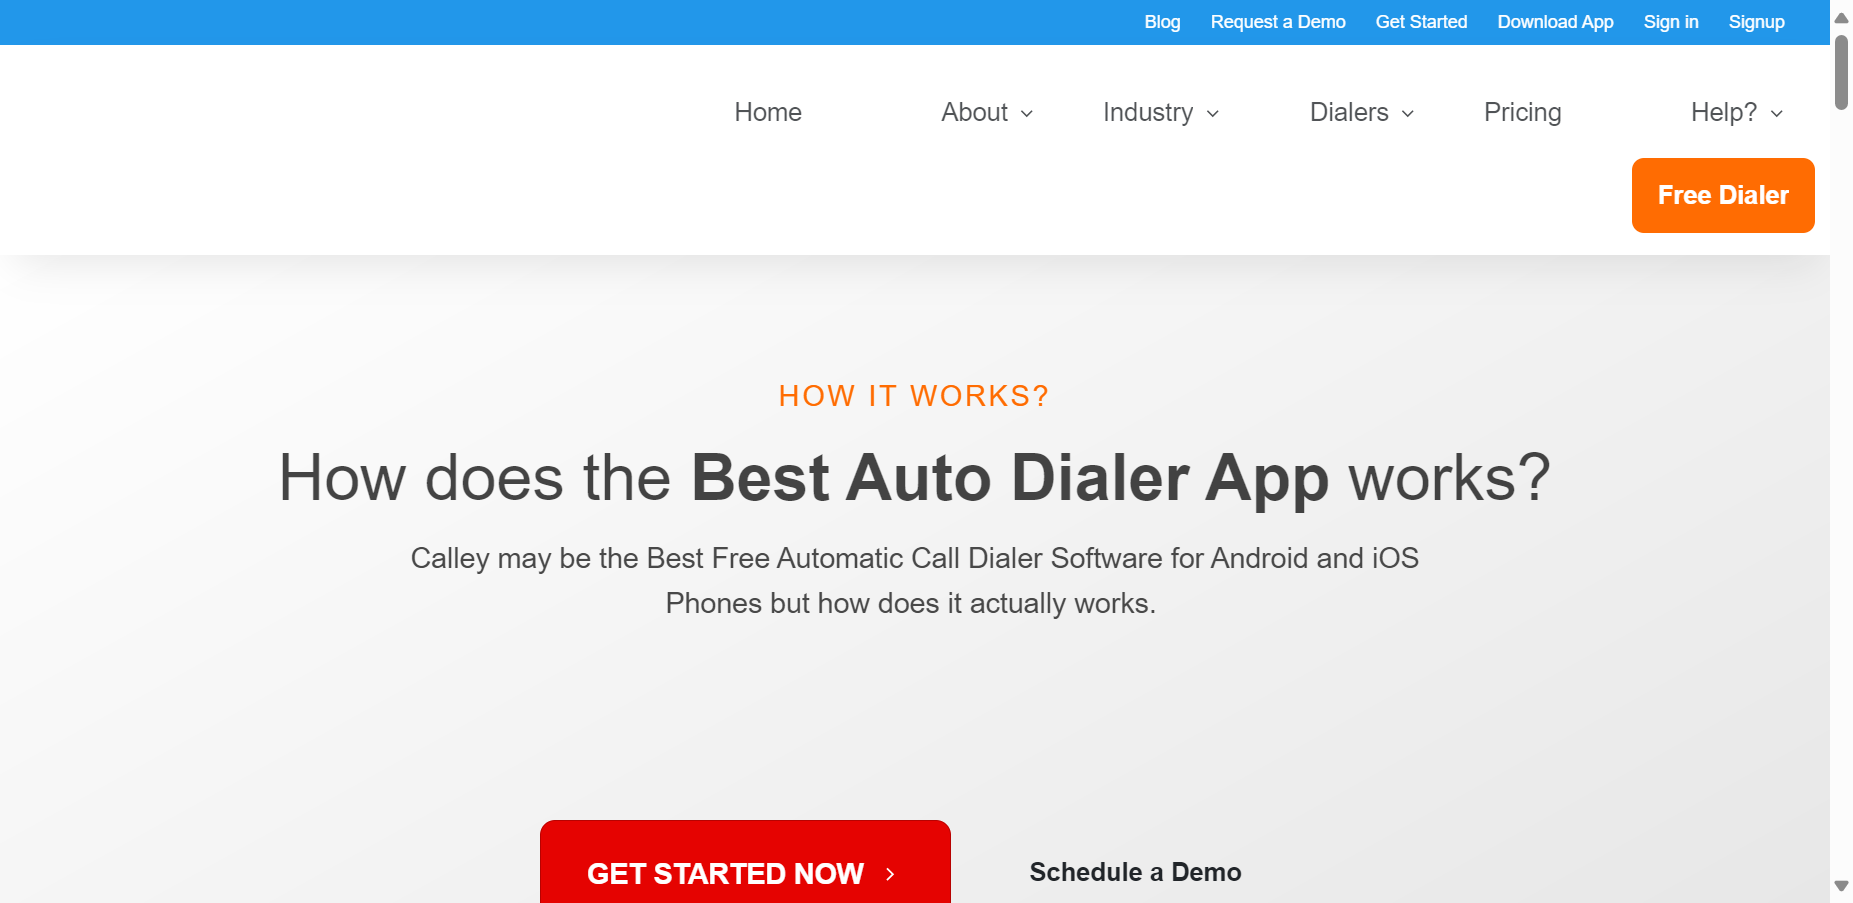 Blog Request a Demo Get Started Download App Sign in Signup
Home About Industry Dialers Pricing Help?
Free Dialer
HOW IT WORKS?
How does the Best Auto Dialer App works?
Calley may be the Best Free Automatic Call Dialer Software for Android and iOS
Phones but how does it actually works.
GET STARTED NOW
Schedule a Demo